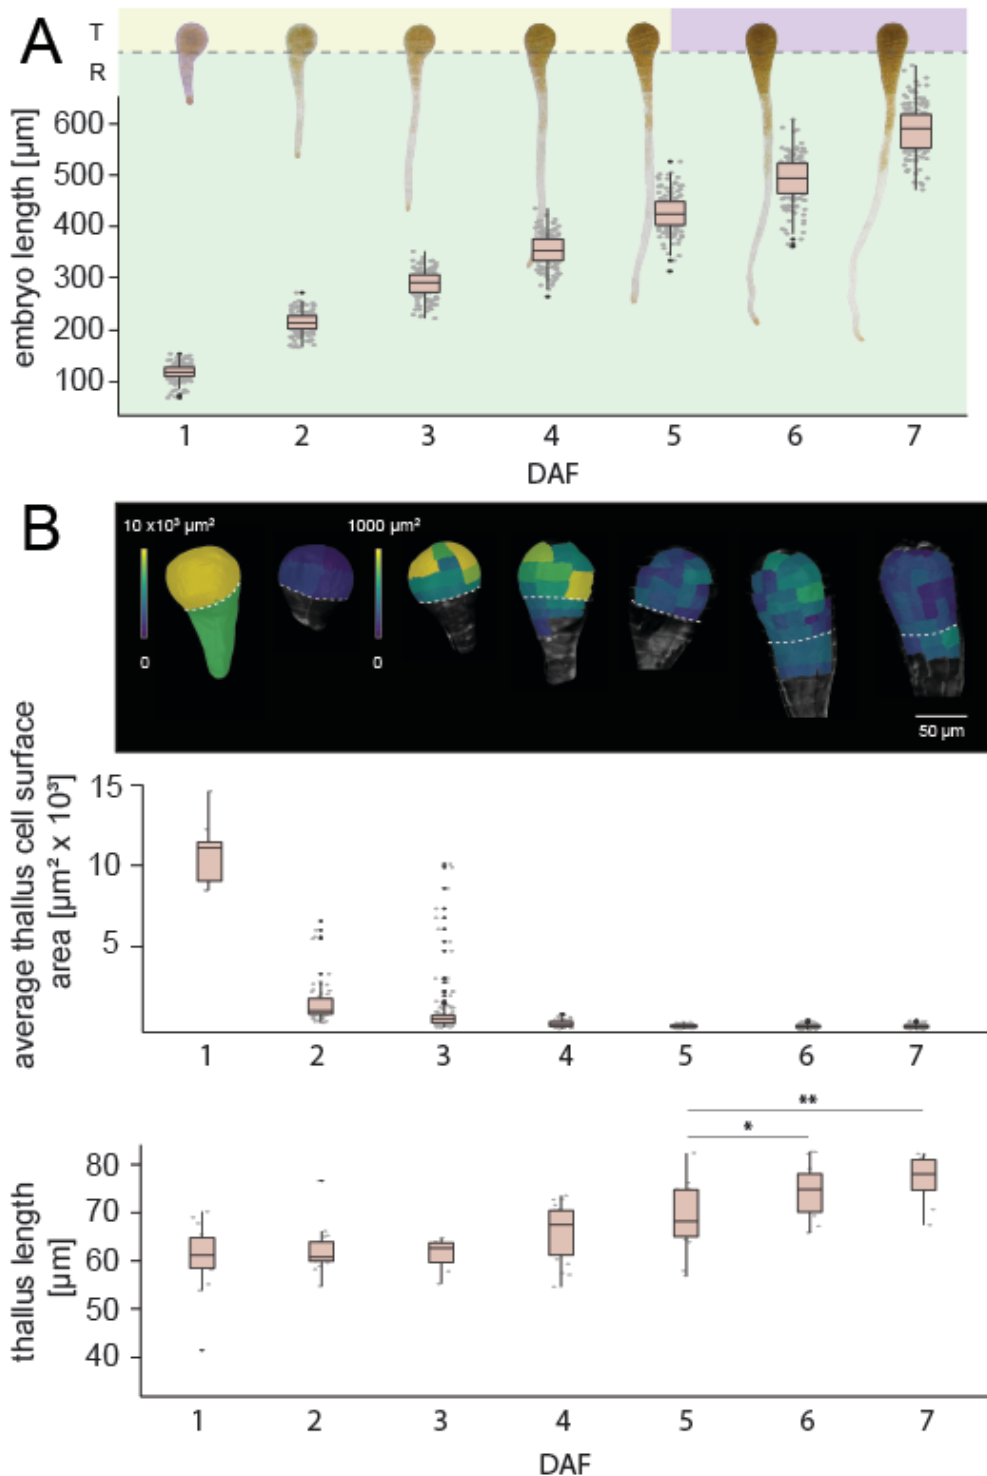 A
T
R
embryo length [µm]
600
500
400
300
200
100
1 2 3 4 5 6 7
DAF
B
10 x10³ µm²
0
1000 µm²
0
50 µm
average thallus cell surface
area [µm² x 10³]
15
10
5
1 2 3 4 5 6 7
**
*
thallus length
[µm]
80
70
60
50
40
1 2 3 4 5 6 7
DAF